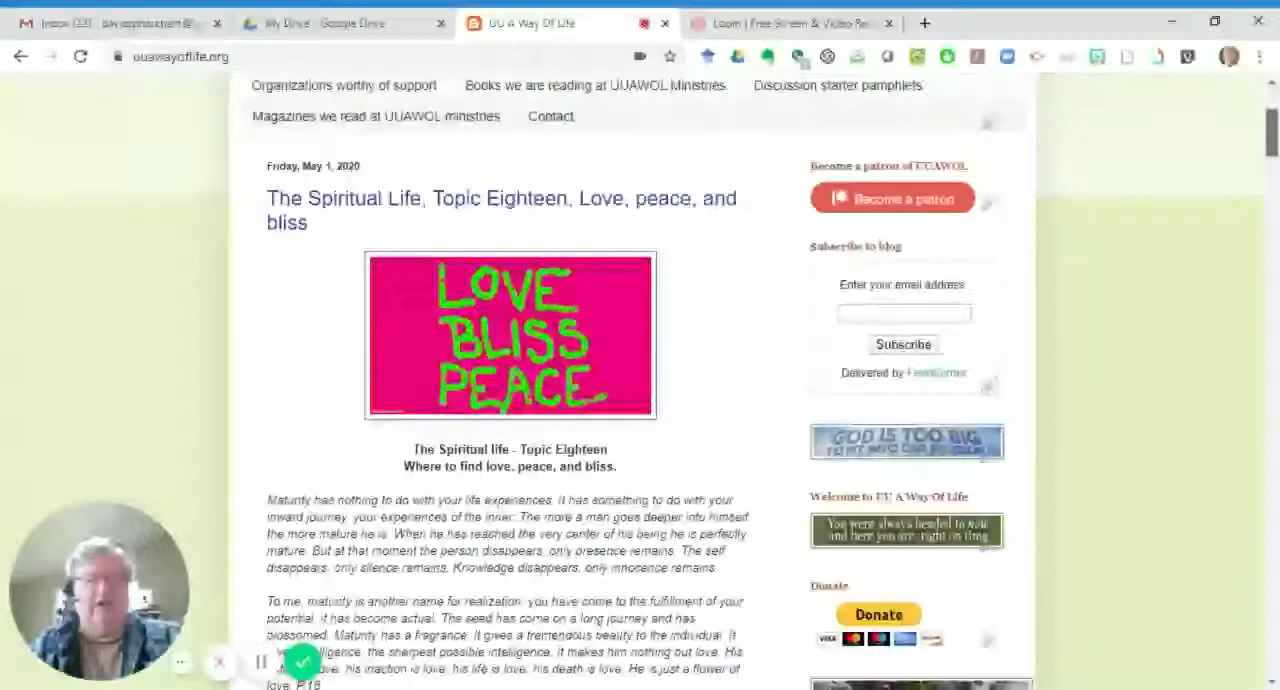 My Drive - Google Drive
UU A Way Of Life
Loom | Free Screen & Video Re
uuawayoflife.org
Organizations worthy of support
Books we are reading at UUAWOL Ministries
Discussion starter pamphlets
Magazines we read at UUAWOL ministries
Contact
Friday, May 1, 2020
The Spiritual Life, Topic Eighteen, Love, peace, and
bliss
LOVE
BLISS
PEACE
The Spiritual life - Topic Eighteen
Where to find love, peace, and bliss.
Maturity has nothing to do with your life experiences. It has something to do with your
inward journey, your experiences of the inner. The more a man goes deeper into himself
the more mature he is. When he has reached the very center of his being he is perfectly
mature. But at that moment the person disappears, only presence remains. The self
disappears, only silence remains. Knowledge disappears, only innocence remains.
To me, maturity is another name for realization: you have come to the fulfillment of your
potential. It has become actual. The seed has come on a long journey and has
blossomed. Maturity has a fragrance. It gives a tremendous beauty to the individual. It
intelligence, the sharpest possible intelligence. It makes him nothing but love. His
love, his inaction is love, his life is love, his death is love. He is just a flower of
love. P.16
Become a patron of UUAWOL
Become a patron
Subscribe to blog
Enter your email address
Subscribe
Delivered by FeedBurner
GOD IS TOO BIG
Welcome to UU A Way Of Life
You were always headed to now
and here you are, right on time
Donate
Donate
VISA